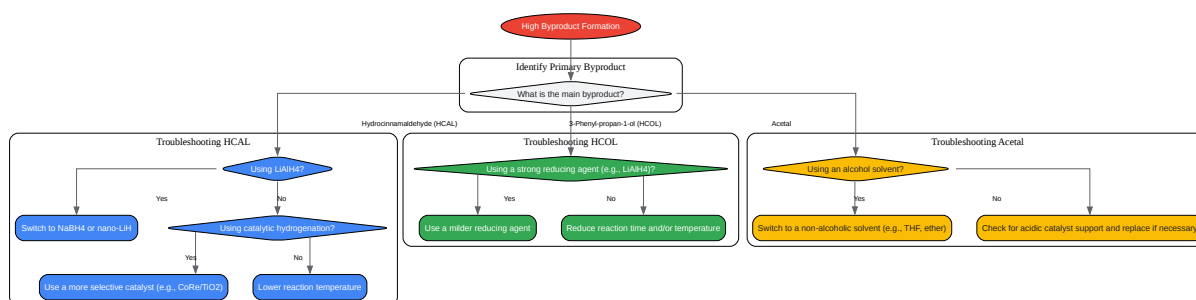 High Byproduct Formation
Identify Primary Byproduct
What is the main byproduct?
Hydrocinnamaldehyde (HCAL)
3-Phenyl-propan-1-ol (HCOL)
Acetal
Troubleshooting HCAL
Troubleshooting HCOL
Troubleshooting Acetal
Using LiAlH4?
Using a strong reducing agent (e.g., LiAlH4)?
Using an alcohol solvent?
Yes
No
Yes
No
Yes
No
Switch to NaBH4 or nano-LiH
Using catalytic hydrogenation?
Use a milder reducing agent
Reduce reaction time and/or temperature
Switch to a non-alcoholic solvent (e.g., THF, ether)
Check for acidic catalyst support and replace if necessary
Yes
No
Use a more selective catalyst (e.g., CoRe/TiO2)
Lower reaction temperature